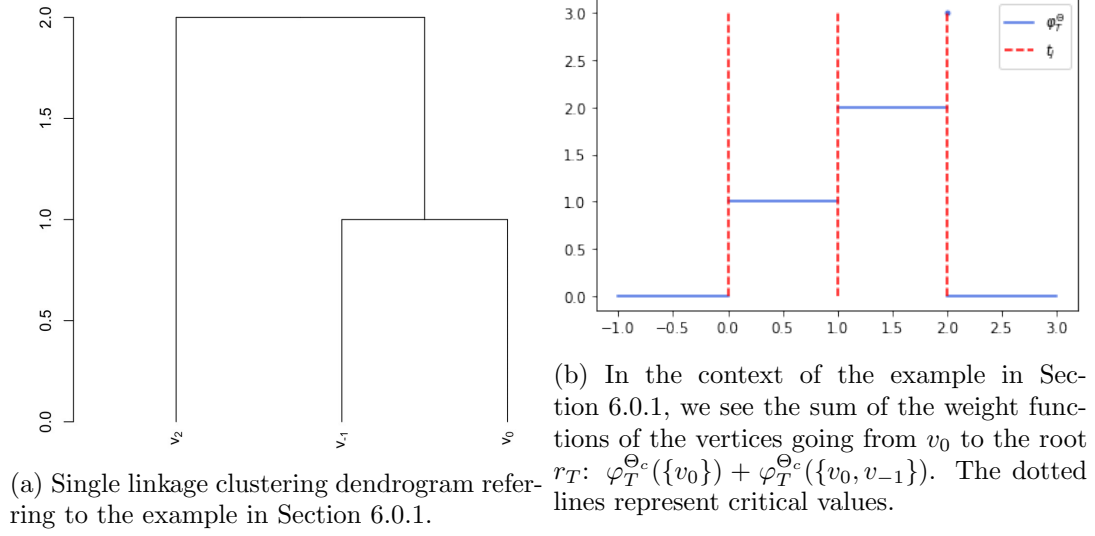 2.0
1.5
1.0
0.5
0.0
v2
v-1
v0
(a) Single linkage clustering dendrogram refer-
ring to the example in Section 6.0.1.
3.0
2.5
2.0
1.5
1.0
0.5
0.0
-1.0 -0.5 0.0 0.5 1.0 1.5 2.0 2.5 3.0
φ_T^Θ
t_j
(b) In the context of the example in Sec-
tion 6.0.1, we see the sum of the weight func-
tions of the vertices going from v₀ to the root
r_T: φ_T^{Θ_c}({v₀}) + φ_T^{Θ_c}({v₀, v₋₁}). The dotted
lines represent critical values.